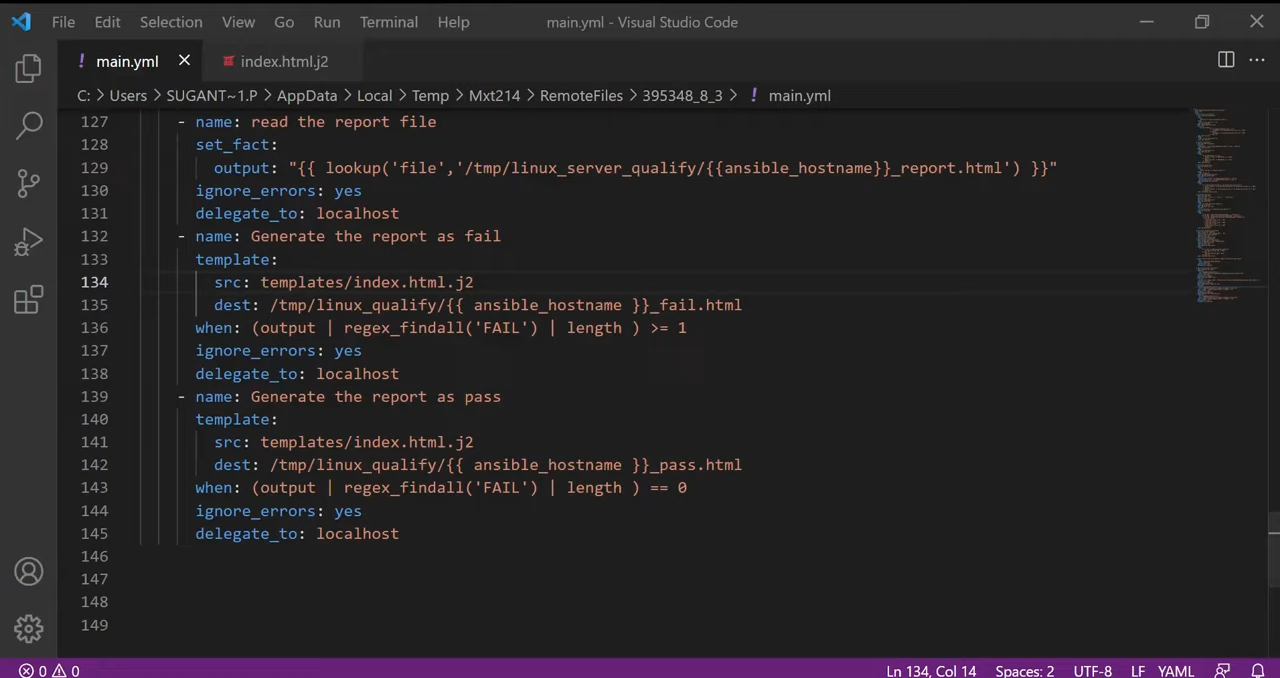 File Edit Selection View Go Run Terminal Help main.yml - Visual Studio Code
! main.yml index.html.j2
C: > Users > SUGANT~1.P > AppData > Local > Temp > Mxt214 > RemoteFiles > 395348_8_3 > ! main.yml
127 - name: read the report file
128 set_fact:
129 output: "{{ lookup('file','/tmp/linux_server_qualify/{{ansible_hostname}}_report.html') }}"
130 ignore_errors: yes
131 delegate_to: localhost
132 - name: Generate the report as fail
133 template:
134 src: templates/index.html.j2
135 dest: /tmp/linux_qualify/{{ ansible_hostname }}_fail.html
136 when: (output | regex_findall('FAIL') | length ) >= 1
137 ignore_errors: yes
138 delegate_to: localhost
139 - name: Generate the report as pass
140 template:
141 src: templates/index.html.j2
142 dest: /tmp/linux_qualify/{{ ansible_hostname }}_pass.html
143 when: (output | regex_findall('FAIL') | length ) == 0
144 ignore_errors: yes
145 delegate_to: localhost
146
147
148
149
0 0 Ln 134, Col 14 Spaces: 2 UTF-8 LF YAML